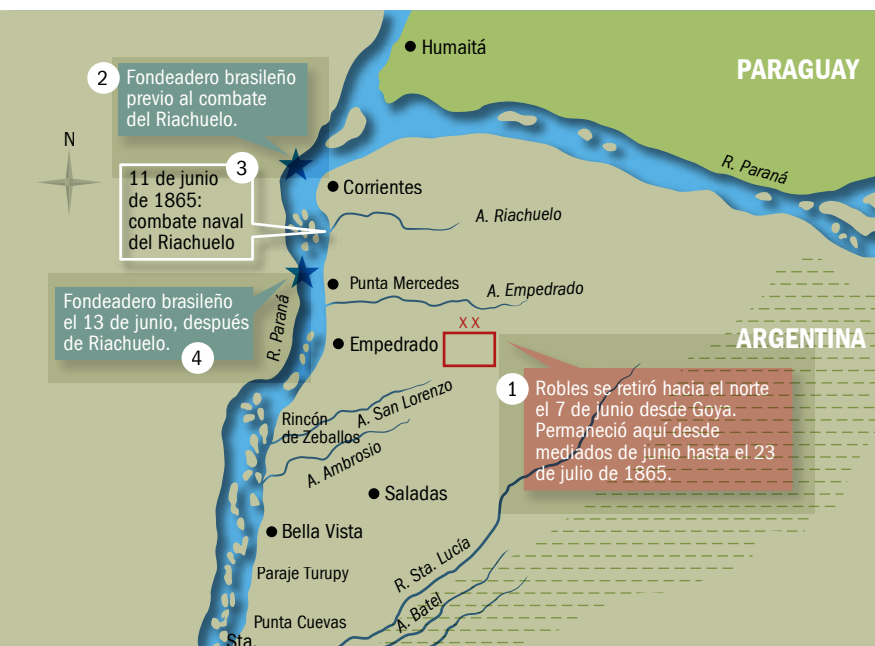 Humaitá
PARAGUAY
2
Fondeadero brasileño
previo al combate
del Riachuelo.
N
3
11 de junio
de 1865:
combate naval
del Riachuelo
R. Paraná
Corrientes
A. Riachuelo
Punta Mercedes
A. Empedrado
Fondeadero brasileño
el 13 de junio, después
de Riachuelo.
4
R. Paraná
X X
Empedrado
ARGENTINA
1
Robles se retiró hacia el norte
el 7 de junio desde Goya.
Permaneció aquí desde
mediados de junio hasta el 23
de julio de 1865.
A. San Lorenzo
Rincón
de Zeballos
A. Ambrosio
Saladas
Bella Vista
R. Sta. Lucía
Paraje Turupy
A. Batel
Punta Cuevas
Sta.